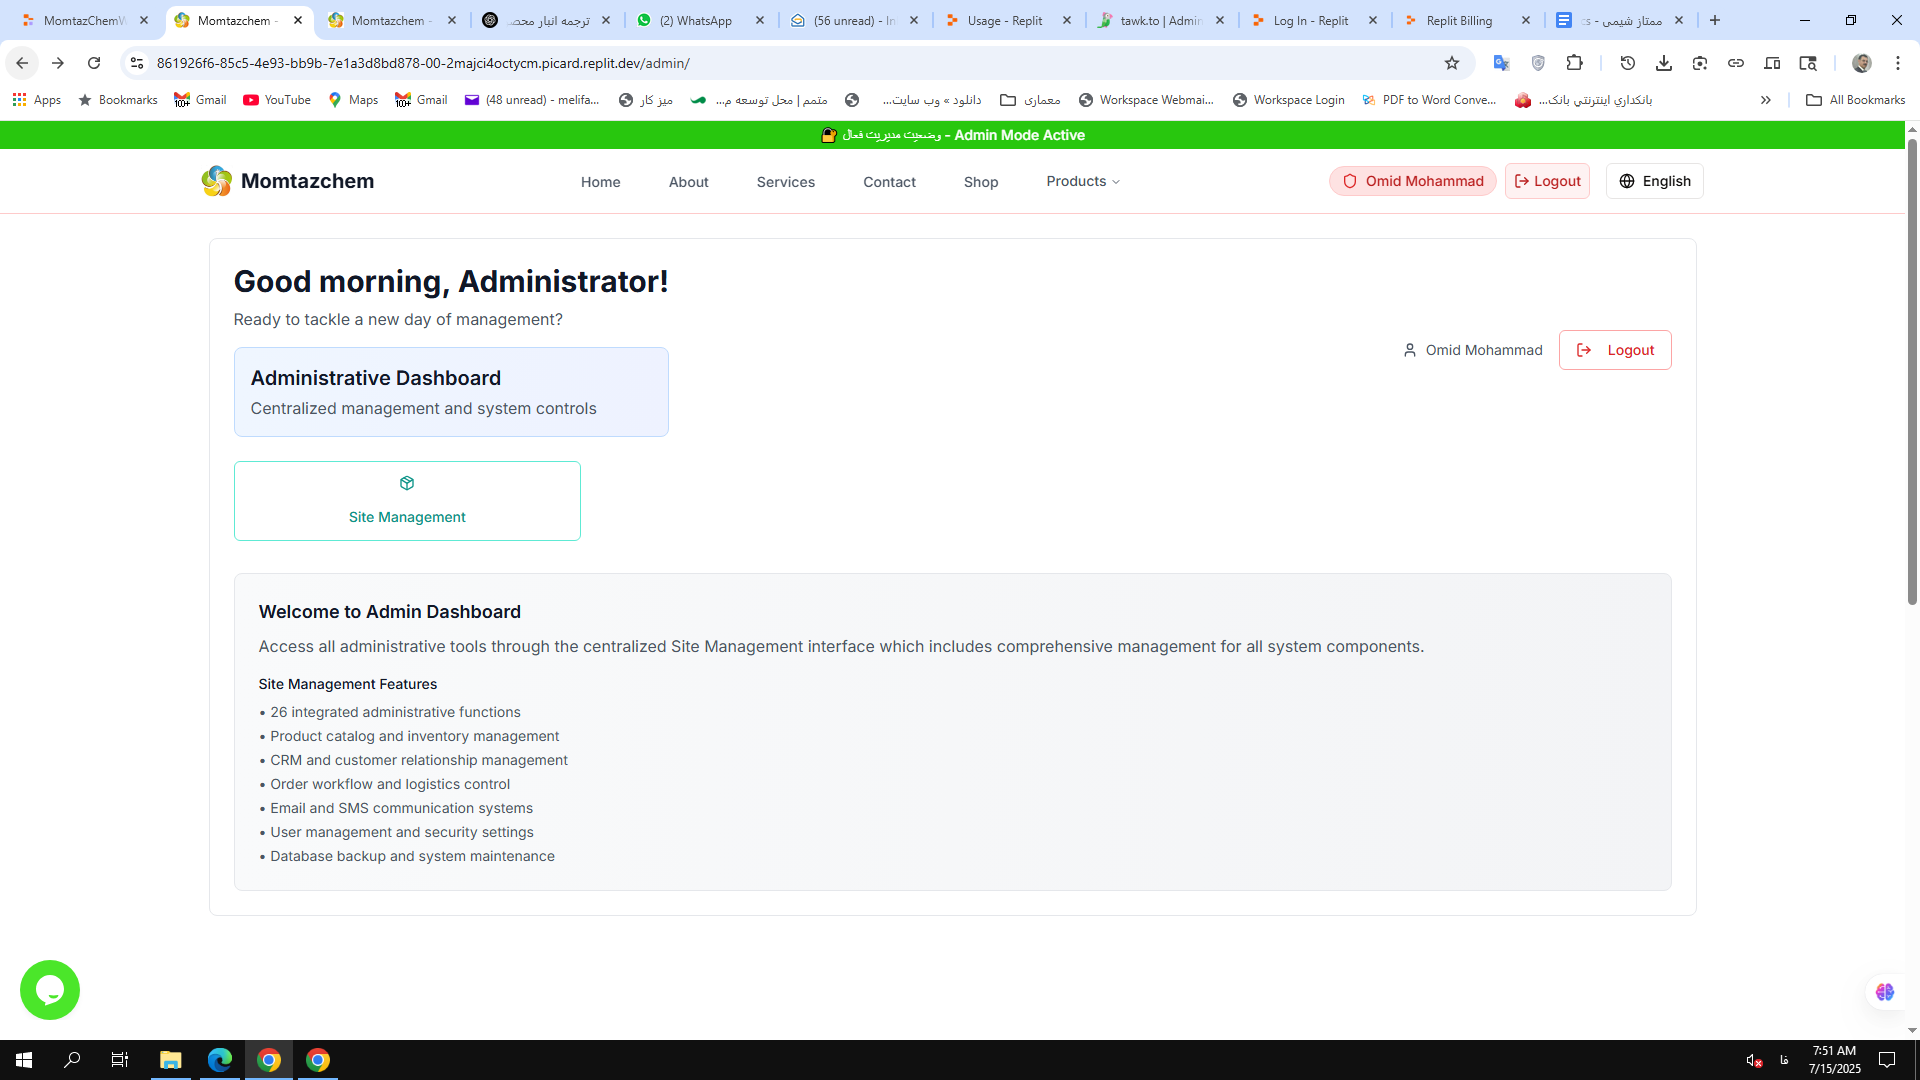 MomtazChemW
Momtazchem -
Momtazchem -
ترجمه انبار محصـ
(2) WhatsApp
(56 unread) - In
Usage - Replit
tawk.to | Admin
Log In - Replit
Replit Billing
ممتاز شیمی - cs
861926f6-85c5-4e93-bb9b-7e1a3d8bd878-00-2majci4octycm.picard.replit.dev/admin/
Apps
Bookmarks
Gmail
YouTube
Maps
Gmail
(48 unread) - melifa...
میز کار
متمم | محل توسعه م...
دانلود » وب سایت...
معماری
Workspace Webmai...
Workspace Login
PDF to Word Conve...
بانکداري اينترنتي بانک...
All Bookmarks
وضعیت مدیریت فعال - Admin Mode Active
Momtazchem
Home
About
Services
Contact
Shop
Products
Omid Mohammad
Logout
English
Good morning, Administrator!
Ready to tackle a new day of management?
Omid Mohammad
Logout
Administrative Dashboard
Centralized management and system controls
Site Management
Welcome to Admin Dashboard
Access all administrative tools through the centralized Site Management interface which includes comprehensive management for all system components.
Site Management Features
• 26 integrated administrative functions
• Product catalog and inventory management
• CRM and customer relationship management
• Order workflow and logistics control
• Email and SMS communication systems
• User management and security settings
• Database backup and system maintenance
فا
7:51 AM
7/15/2025